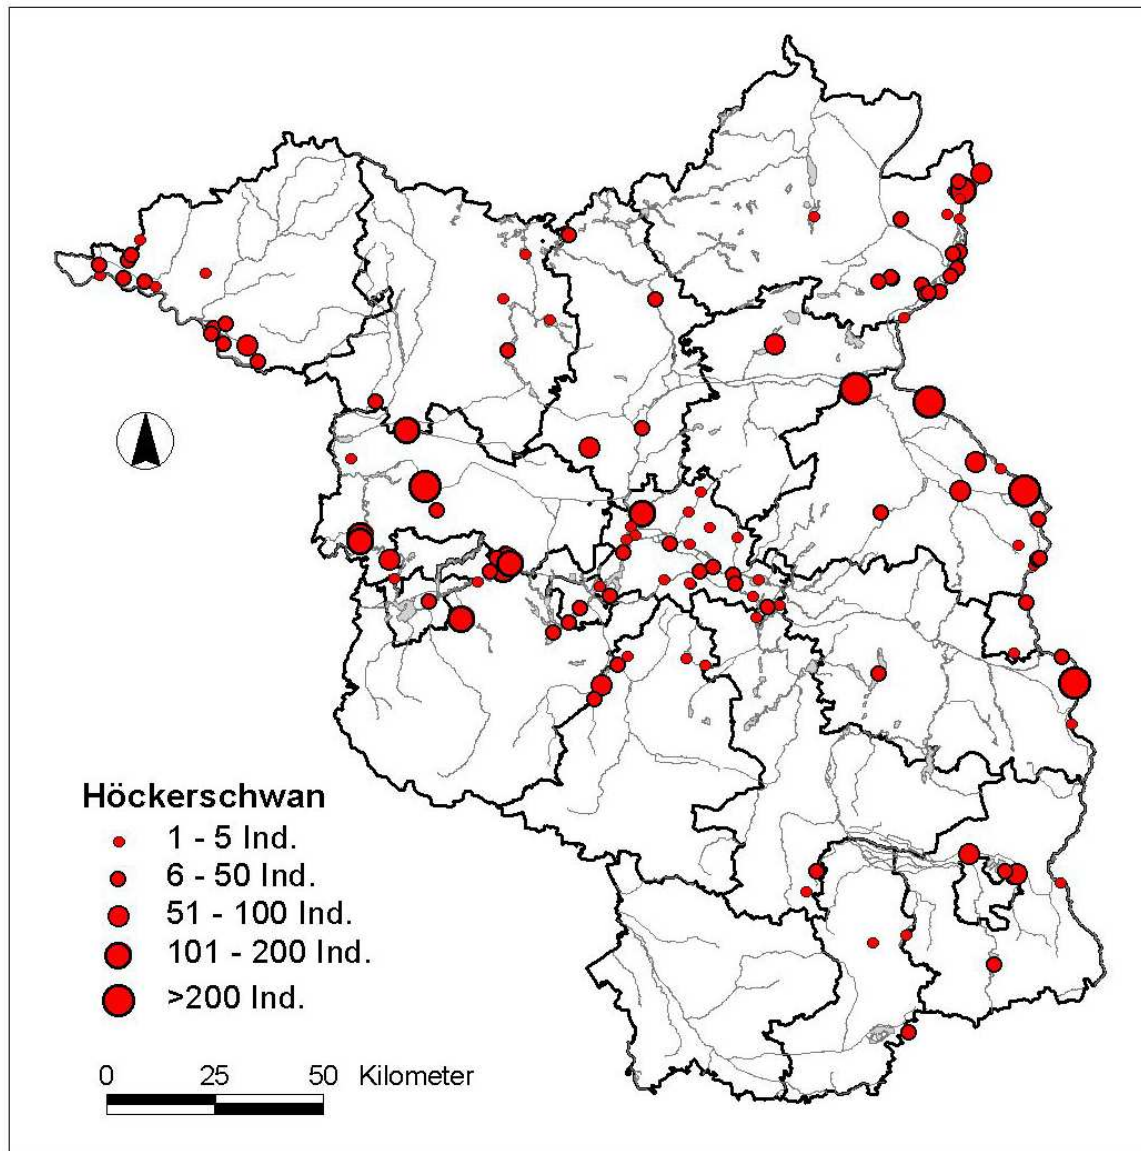 Höckerschwan
1 - 5 Ind.
6 - 50 Ind.
51 - 100 Ind.
101 - 200 Ind.
>200 Ind.
0 25 50 Kilometer